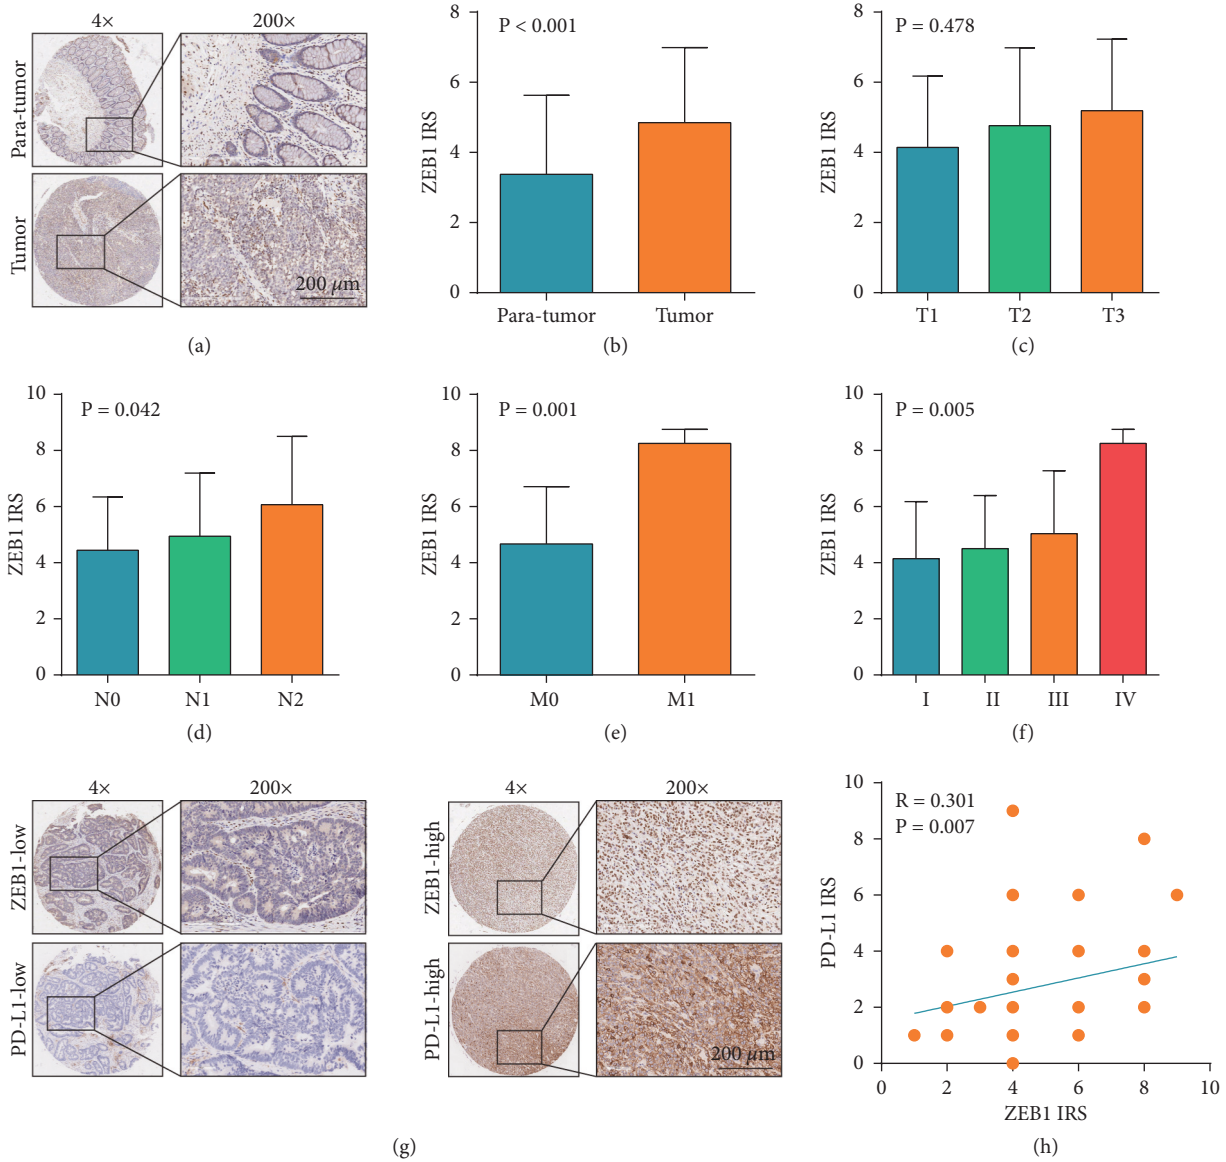 4×
200×
Para-tumor
Tumor
200 μm
(a)
8
6
4
2
0
ZEB1 IRS
P < 0.001
Para-tumor
Tumor
(b)
8
6
4
2
0
ZEB1 IRS
P = 0.478
T1
T2
T3
(c)
10
8
6
4
2
0
ZEB1 IRS
P = 0.042
N0
N1
N2
(d)
10
8
6
4
2
0
ZEB1 IRS
P = 0.001
M0
M1
(e)
10
8
6
4
2
0
ZEB1 IRS
P = 0.005
I
II
III
IV
(f)
4×
200×
ZEB1-low
PD-L1-low
4×
200×
ZEB1-high
PD-L1-high
200 μm
(g)
10
8
6
4
2
0
PD-L1 IRS
R = 0.301
P = 0.007
0
2
4
6
8
10
ZEB1 IRS
(h)